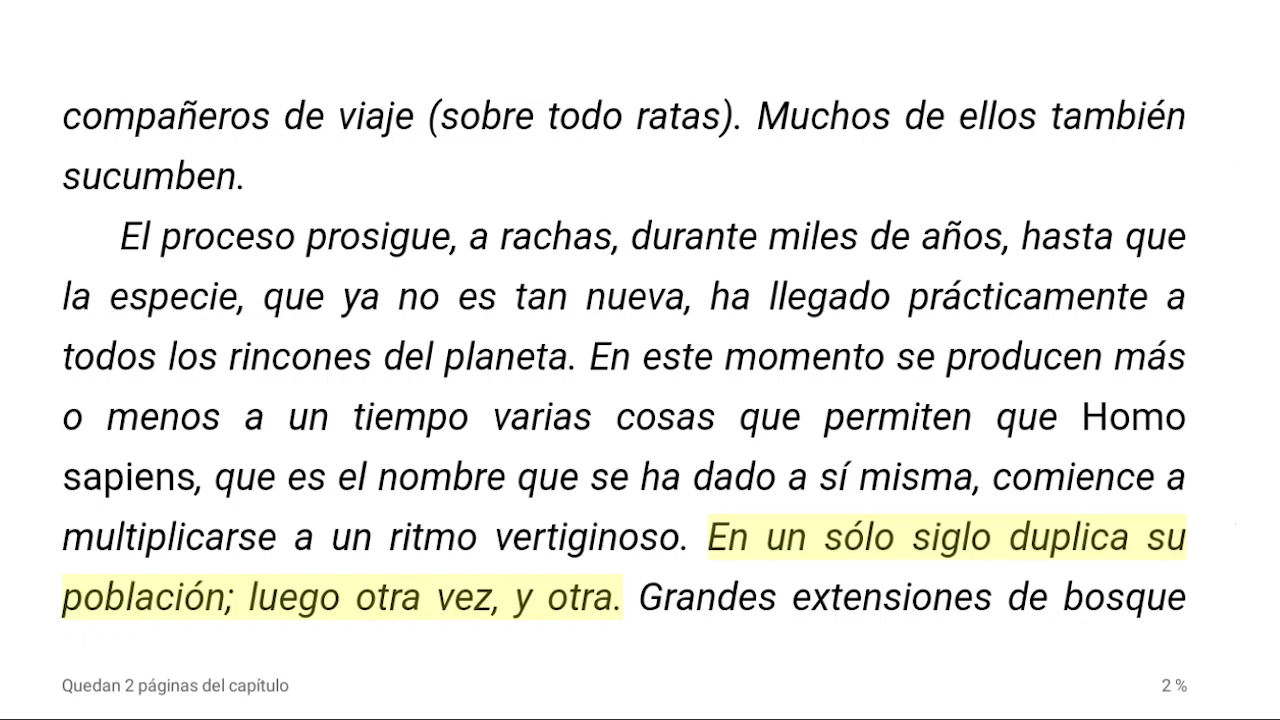 compañeros de viaje (sobre todo ratas). Muchos de ellos también
sucumben.
El proceso prosigue, a rachas, durante miles de años, hasta que
la especie, que ya no es tan nueva, ha llegado prácticamente a
todos los rincones del planeta. En este momento se producen más
o menos a un tiempo varias cosas que permiten que Homo
sapiens, que es el nombre que se ha dado a sí misma, comience a
multiplicarse a un ritmo vertiginoso. En un sólo siglo duplica su
población; luego otra vez, y otra. Grandes extensiones de bosque
Quedan 2 páginas del capítulo
2 %